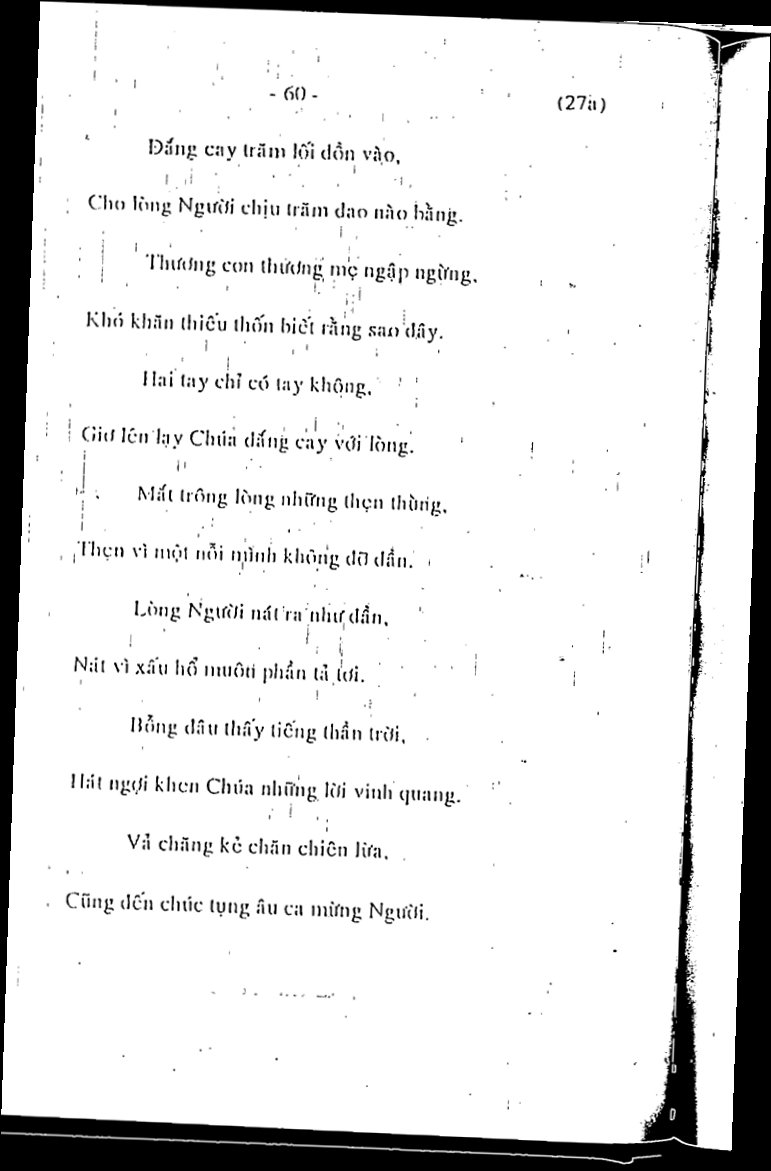 - 60 -
(27a)
Đắng cay trăm lối dồn vào,
Cho lòng Người chịu trăm dao nào bằng.
Thương con thương mẹ ngập ngừng,
Khó khăn thiếu thốn biết rằng sao đây.
Hai tay chỉ có tay không,
Giơ lên lạy Chúa đắng cay với lòng.
Mắt trông lòng những thẹn thùng,
Thẹn vì một nỗi mình không đỡ đần.
Lòng Người nát ra như dần,
Nát vì xấu hổ muôn phần tả tơi.
Bỗng đâu thấy tiếng thần trời,
Hát ngợi khen Chúa những lời vinh quang.
Vả chăng kẻ chăn chiên lừa,
Cũng đến chúc tụng âu ca mừng Người.